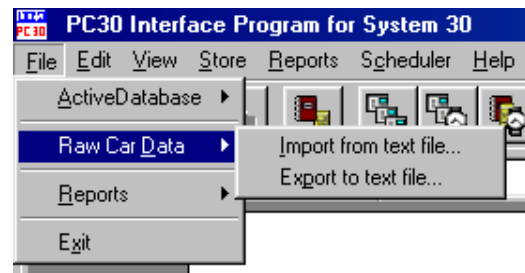 PC30 PC30 Interface Program for System 30
File Edit View Store Reports Scheduler Help
ActiveDatabase
Raw Car Data
Import from text file...
Export to text file...
Reports
Exit